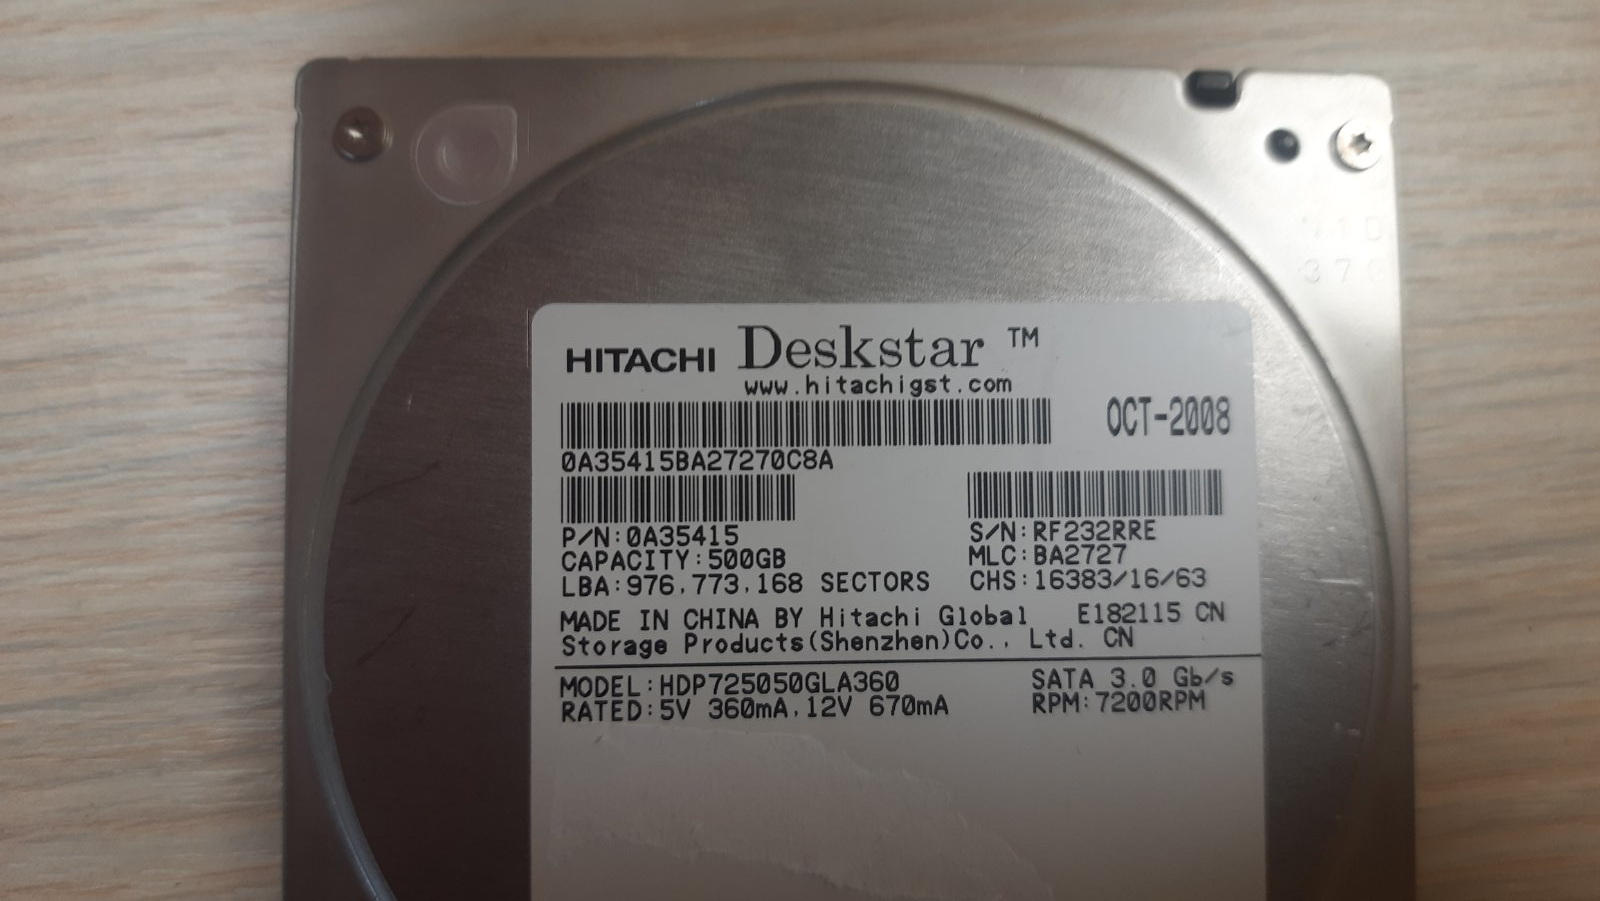 HITACHI Deskstar ™
www.hitachigst.com
OCT-2008
0A35415BA27270C8A
P/N:0A35415 S/N:RF232RRE
CAPACITY:500GB MLC:BA2727
LBA:976,773,168 SECTORS CHS:16383/16/63
MADE IN CHINA BY Hitachi Global E182115 CN
Storage Products(Shenzhen)Co., Ltd. CN
MODEL:HDP725050GLA360 SATA 3.0 Gb/s
RATED:5V 360mA,12V 670mA RPM:7200RPM